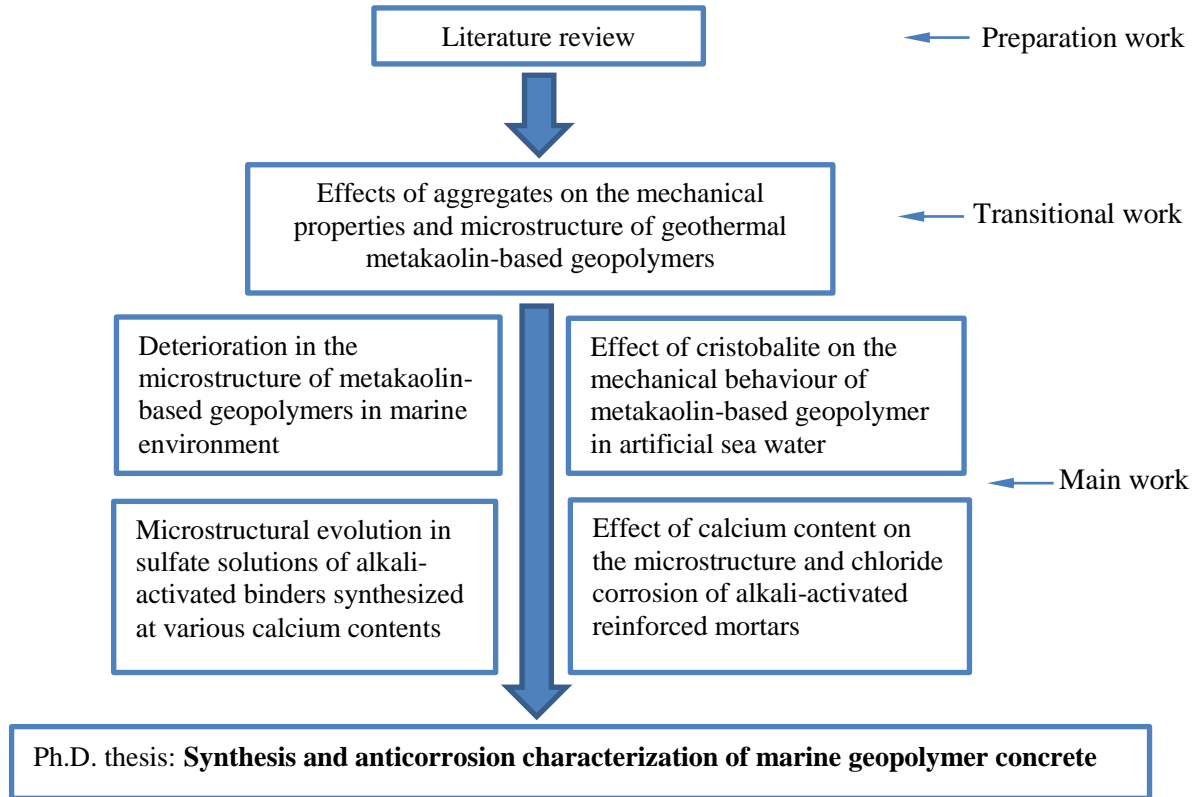 Literature review
Preparation work
Effects of aggregates on the mechanical
properties and microstructure of geothermal
metakaolin-based geopolymers
Transitional work
Deterioration in the
microstructure of metakaolin-
based geopolymers in marine
environment
Effect of cristobalite on the
mechanical behaviour of
metakaolin-based geopolymer
in artificial sea water
Main work
Microstructural evolution in
sulfate solutions of alkali-
activated binders synthesized
at various calcium contents
Effect of calcium content on
the microstructure and chloride
corrosion of alkali-activated
reinforced mortars
Ph.D. thesis: Synthesis and anticorrosion characterization of marine geopolymer concrete